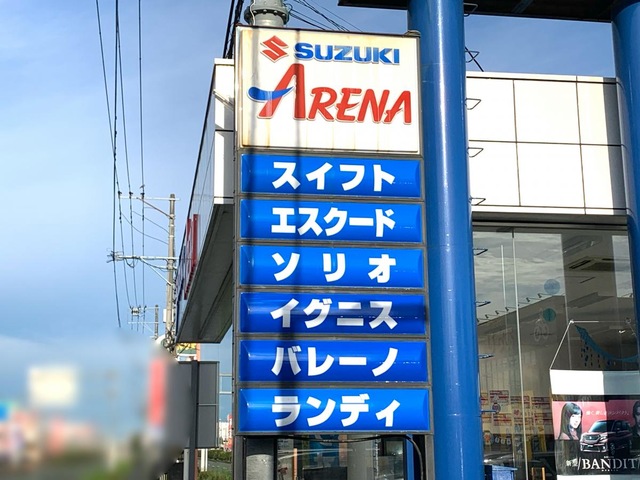 SUZUKI
ARENA
スイフト
エスクード
ソリオ
イグニス
バレーノ
ランディ
BANDIT